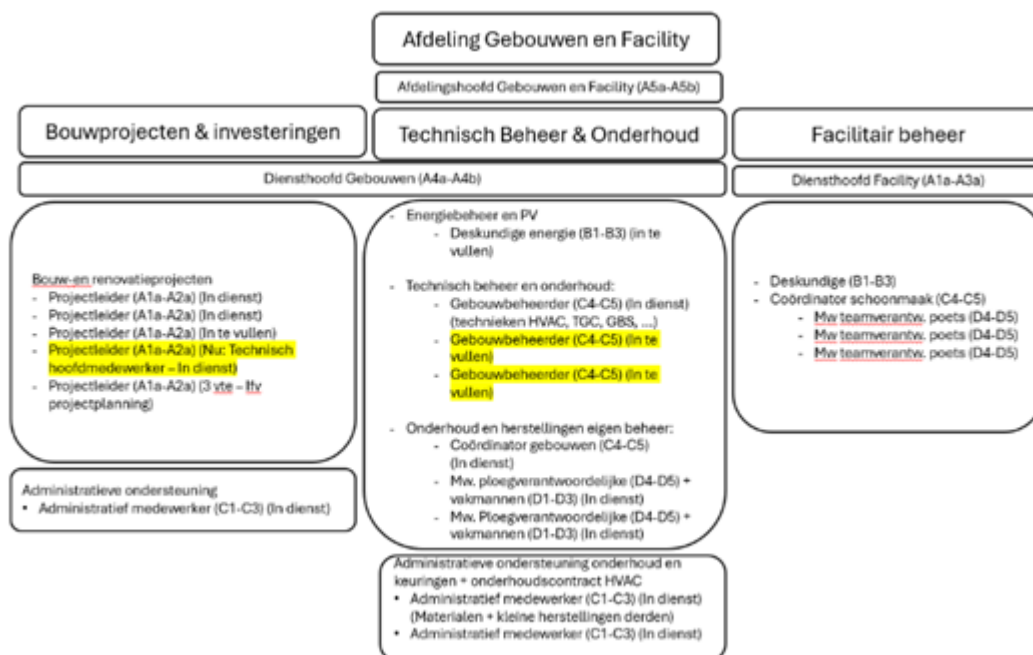 Afdeling Gebouwen en Facility
Afdelingshoofd Gebouwen en Facility (A5a-A5b)
Bouwprojecten & investeringen
Technisch Beheer & Onderhoud
Facilitair beheer
Diensthoofd Gebouwen (A4a-A4b)
Diensthoofd Facility (A1a-A3a)
Bouw-en renovatieprojecten
- Projectleider (A1a-A2a) (In dienst)
- Projectleider (A1a-A2a) (In dienst)
- Projectleider (A1a-A2a) (In te vullen)
- Projectleider (A1a-A2a) (Nu: Technisch
hoofdmedewerker – In dienst)
- Projectleider (A1a-A2a) (3 vte – Ifv
projectplanning)
Administratieve ondersteuning
• Administratief medewerker (C1-C3) (In dienst)
- Energiebeheer en PV
- Deskundige energie (B1-B3) (in te
vullen)
- Technisch beheer en onderhoud:
- Gebouwbeheerder (C4-C5) (In dienst)
(technieken HVAC, TGC, GBS, ….)
- Gebouwbeheerder (C4-C5) (In te
vullen)
- Gebouwbeheerder (C4-C5) (In te
vullen)
- Onderhoud en herstellingen eigen beheer:
- Coördinator gebouwen (C4-C5)
(In dienst)
- Mw. ploegverantwoordelijke (D4-D5) +
vakmannen (D1-D3) (In dienst)
- Mw. Ploegverantwoordelijke (D4-D5) +
vakmannen (D1-D3) (In dienst)
Administratieve ondersteuning onderhoud en
keuringen + onderhoudscontract HVAC
• Administratief medewerker (C1-C3) (In dienst)
(Materialen + kleine herstellingen derden)
• Administratief medewerker (C1-C3) (In dienst)
- Deskundige (B1-B3)
- Coördinator schoonmaak (C4-C5)
- Mw teamverantw. poets (D4-D5)
- Mw teamverantw. poets (D4-D5)
- Mw teamverantw. poets (D4-D5)